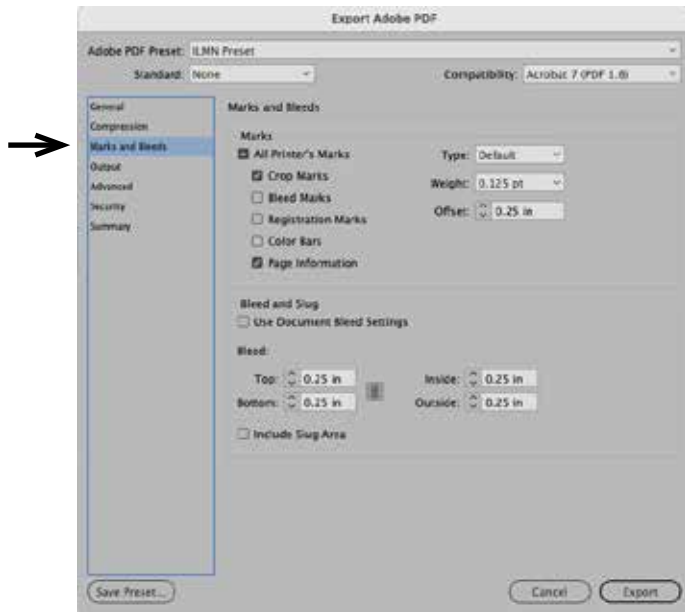 Export Adobe PDF
Adobe PDF Preset: ILMN Preset
Standard: None Compatibility: Acrobat 7 (PDF 1.6)
General
Compression
Marks and Bleeds
Output
Advanced
Security
Summary
Marks and Bleeds
Marks
All Printer's Marks
Crop Marks
Bleed Marks
Registration Marks
Color Bars
Page Information
Type: Default
Weight: 0.125 pt
Offset: 0.25 in
Bleed and Slug
Use Document Bleed Settings
Bleed:
Top: 0.25 in Inside: 0.25 in
Bottom: 0.25 in Outside: 0.25 in
Include Slug Area
Save Preset... Cancel Export